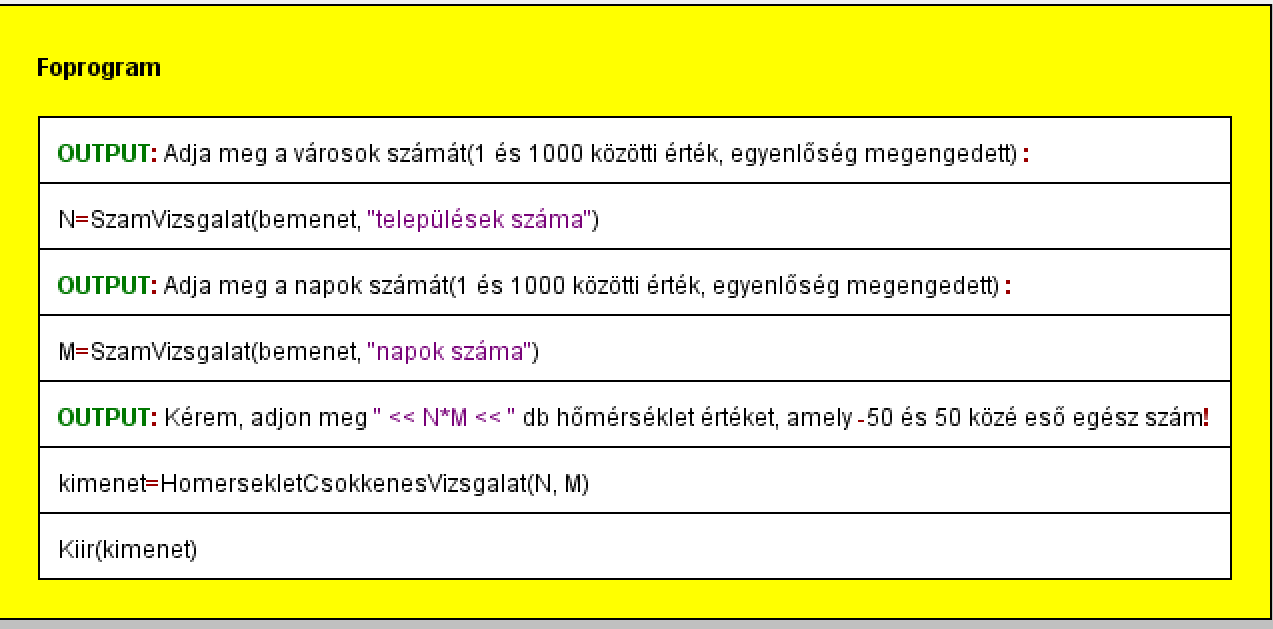 Foprogram
OUTPUT: Adja meg a városok számát(1 és 1000 közötti érték, egyenlőség megengedett) :
N=SzamVizsgalat(bemenet, "települések száma")
OUTPUT: Adja meg a napok számát(1 és 1000 közötti érték, egyenlőség megengedett) :
M=SzamVizsgalat(bemenet, "napok száma")
OUTPUT: Kérem, adjon meg " << N*M << " db hőmérséklet értéket, amely -50 és 50 közé eső egész szám!
kimenet=HomersekletCsokkenesVizsgalat(N, M)
Kiir(kimenet)